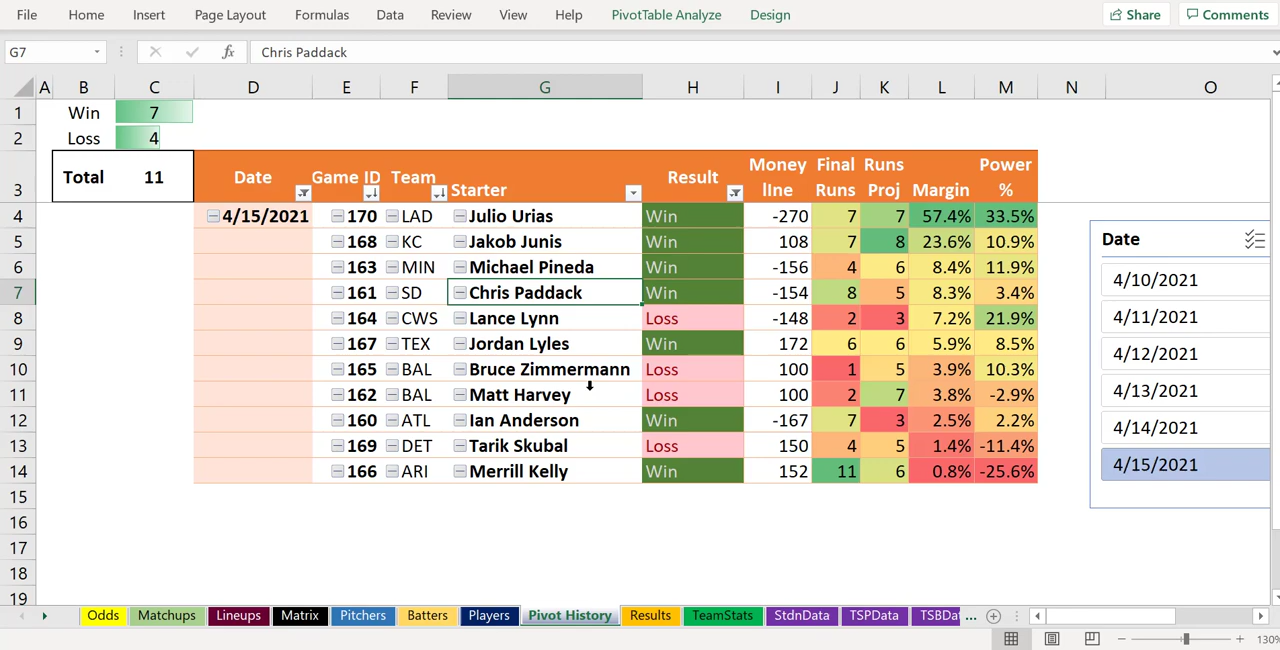 File Home Insert Page Layout Formulas Data Review View Help PivotTable Analyze Design Share Comments
G7 fx Chris Paddack
A B C D E F G H I J K L M N O
1 Win 7
2 Loss 4
3 Total 11 Date Game ID Team Starter Result Money line Final Runs Runs Proj Margin Power %
4 4/15/2021 170 LAD Julio Urias Win -270 7 7 57.4% 33.5%
5 168 KC Jakob Junis Win 108 7 8 23.6% 10.9%
6 163 MIN Michael Pineda Win -156 4 6 8.4% 11.9%
7 161 SD Chris Paddack Win -154 8 5 8.3% 3.4%
8 164 CWS Lance Lynn Loss -148 2 3 7.2% 21.9%
9 167 TEX Jordan Lyles Win 172 6 6 5.9% 8.5%
10 165 BAL Bruce Zimmermann Loss 100 1 5 3.9% 10.3%
11 162 BAL Matt Harvey Loss 100 2 7 3.8% -2.9%
12 160 ATL Ian Anderson Win -167 7 3 2.5% 2.2%
13 169 DET Tarik Skubal Loss 150 4 5 1.4% -11.4%
14 166 ARI Merrill Kelly Win 152 11 6 0.8% -25.6%
15
16
17
18
19
Date
4/10/2021
4/11/2021
4/12/2021
4/13/2021
4/14/2021
4/15/2021
Odds Matchups Lineups Matrix Pitchers Batters Players Pivot History Results TeamStats StdnData TSPData TSBDa ...
130%